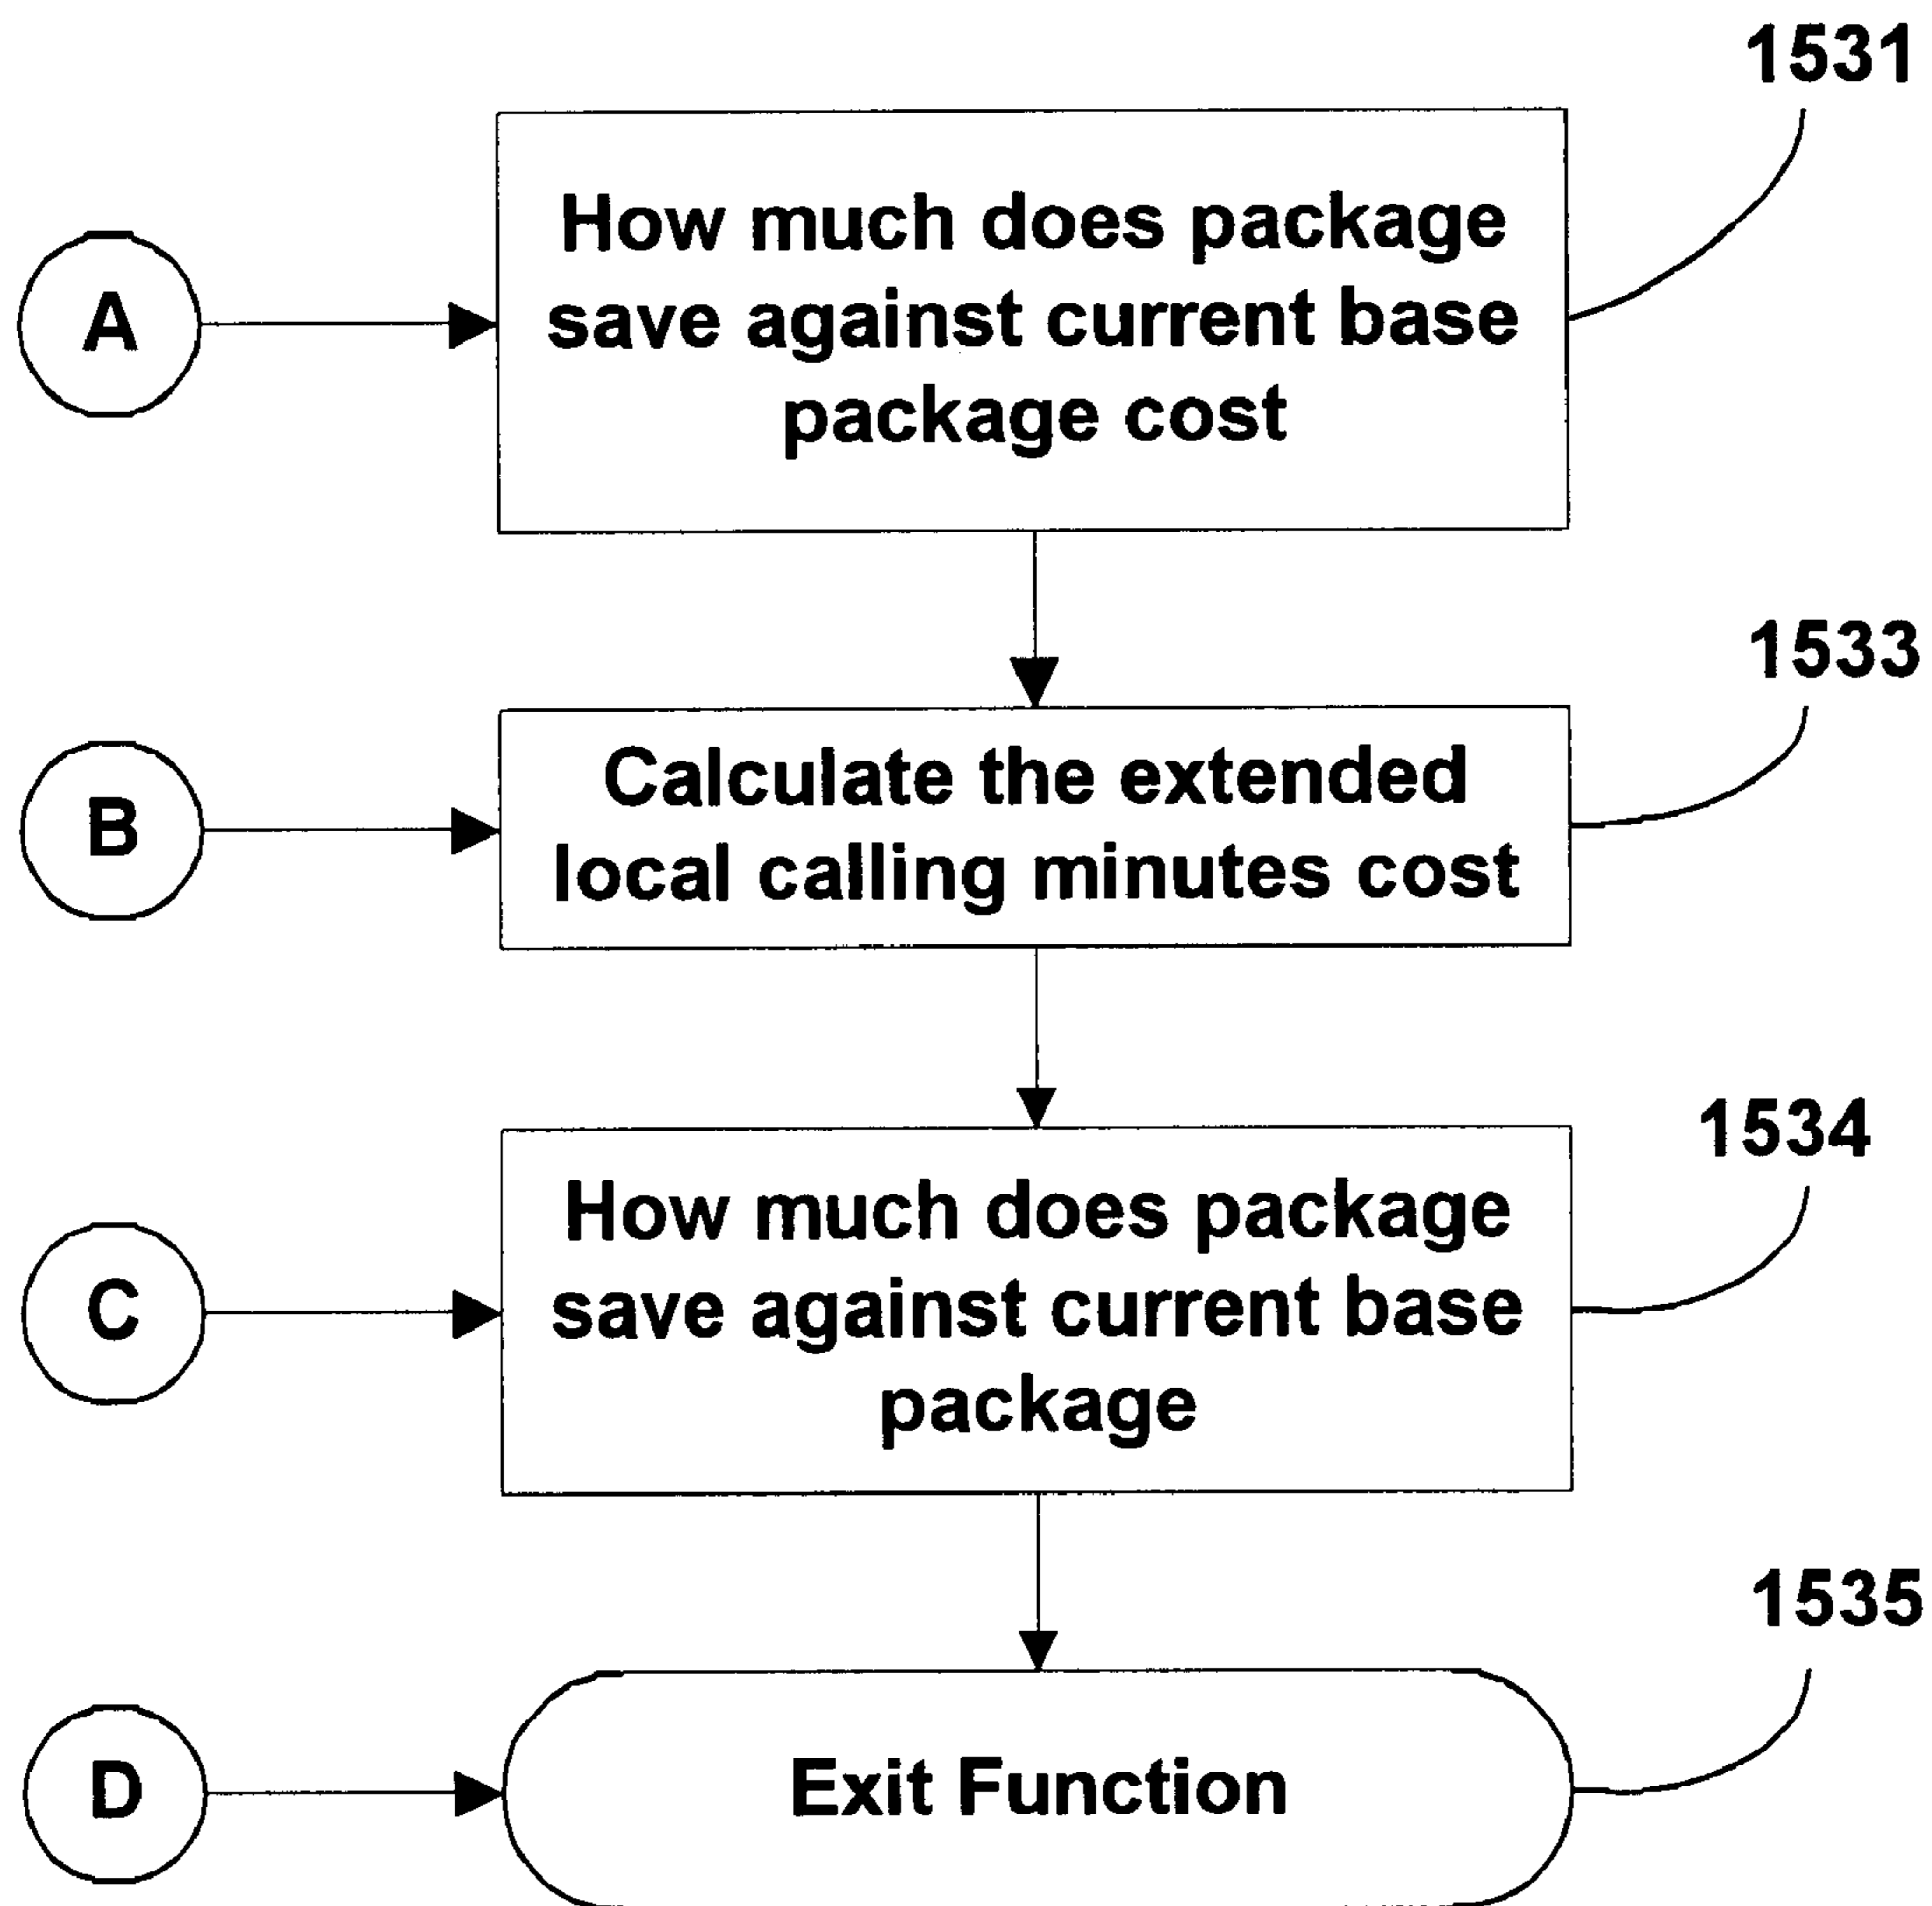 1531
A
How much does package
save against current base
package cost
1533
B
Calculate the extended
local calling minutes cost
1534
C
How much does package
save against current base
package
1535
D
Exit Function